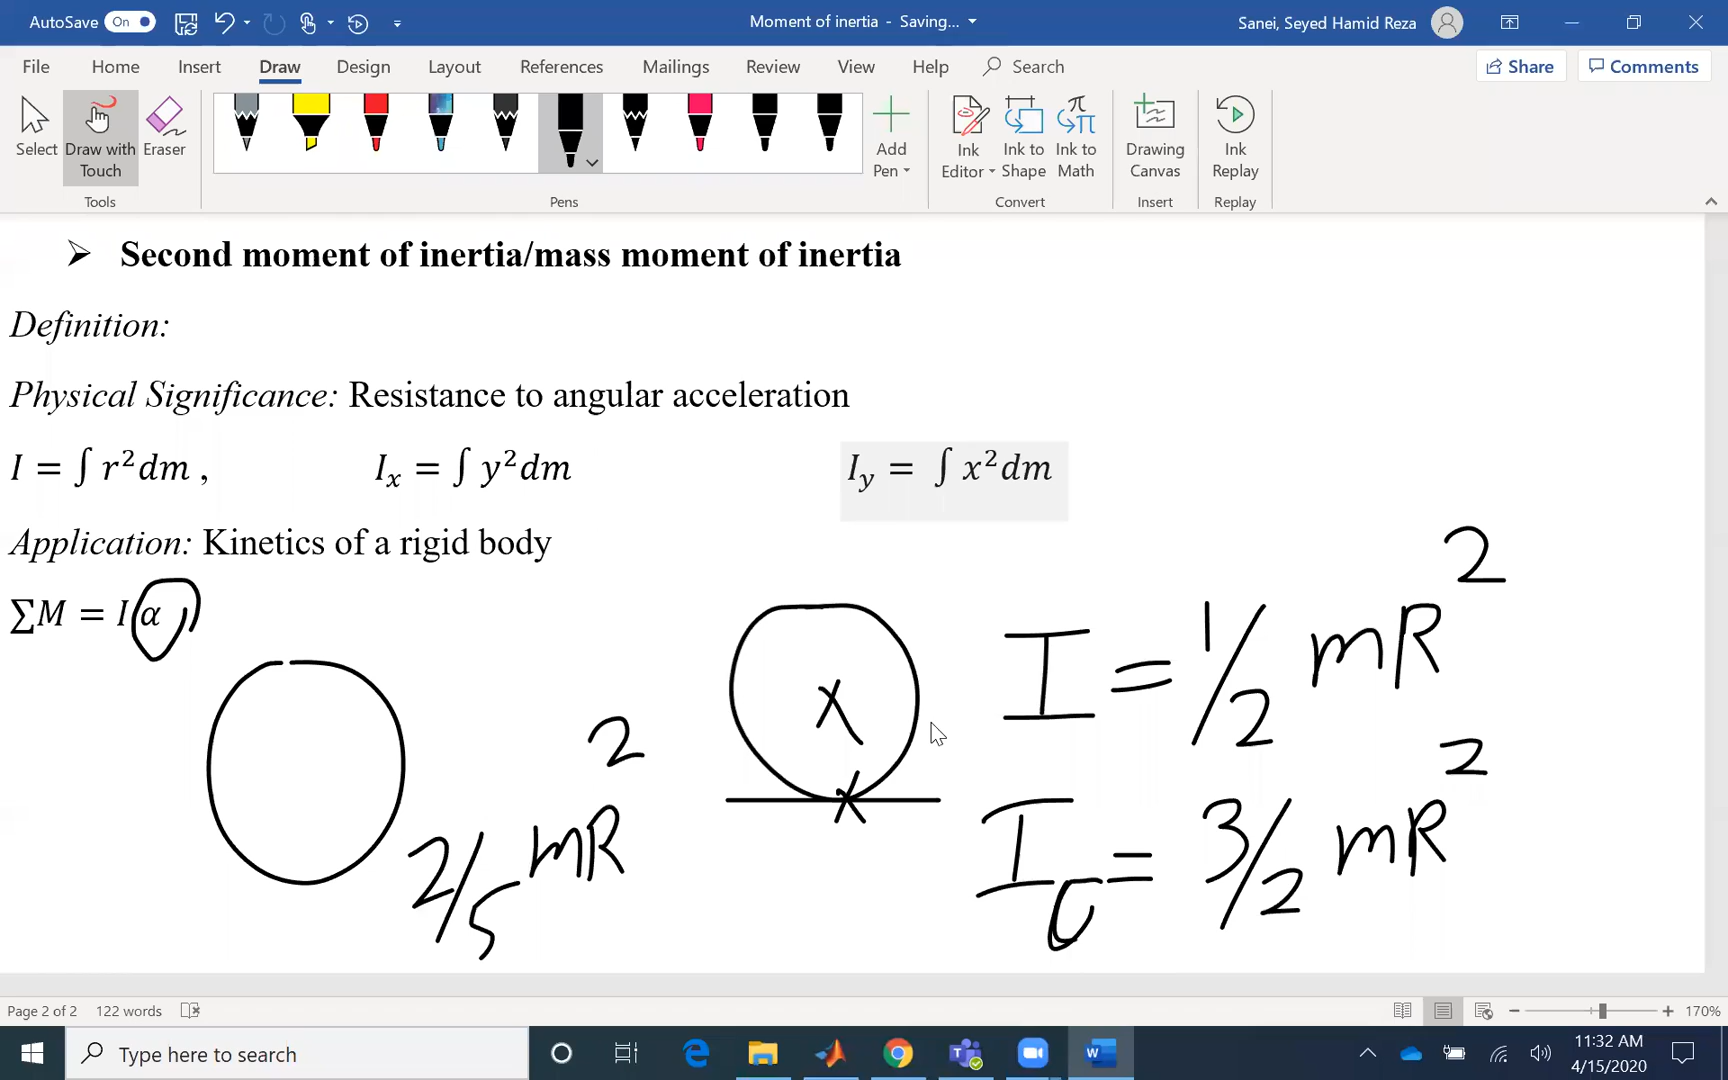 AutoSave On
Moment of inertia - Saving...
Sanei, Seyed Hamid Reza
File Home Insert Draw Design Layout References Mailings Review View Help Search
Share Comments
Select
Draw with Touch
Eraser
Add Pen
Ink Editor
Ink to Shape
Ink to Math
Drawing Canvas
Ink Replay
Tools Pens Convert Insert Replay
➢ Second moment of inertia/mass moment of inertia
Definition:
Physical Significance: Resistance to angular acceleration
I = ∫ r²dm , Iₓ = ∫ y²dm I_y = ∫ x²dm
Application: Kinetics of a rigid body
∑M = Iα
I = 1/2 mR²
2/5 mR²
I_C = 3/2 mR²
Page 2 of 2 122 words
170%
Type here to search
11:32 AM
4/15/2020